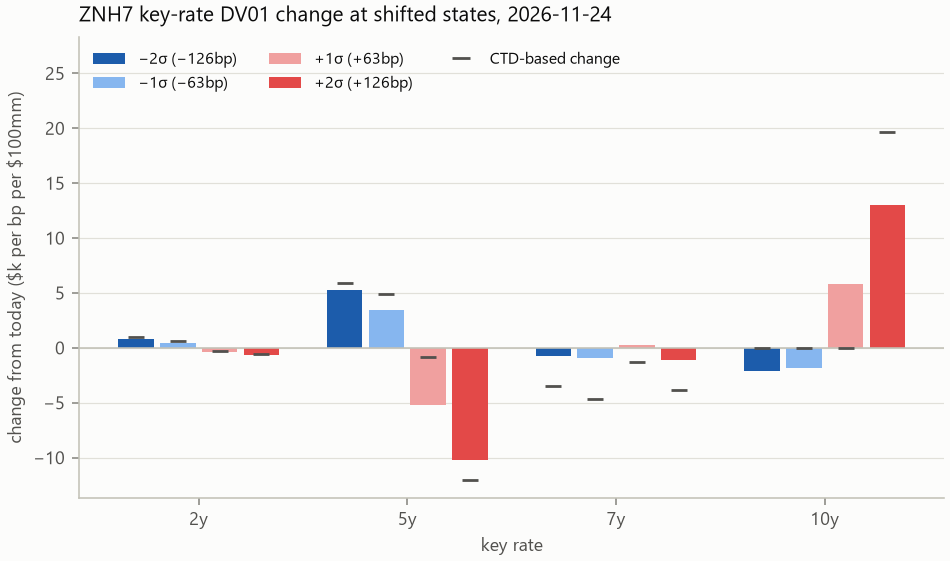 ZNH7 key-rate DV01 change at shifted states, 2026-11-24
−2σ (−126bp)
+1σ (+63bp)
CTD-based change
−1σ (−63bp)
+2σ (+126bp)
change from today ($k per bp per $100mm)
25
20
15
10
5
0
−5
−10
2y
5y
7y
10y
key rate